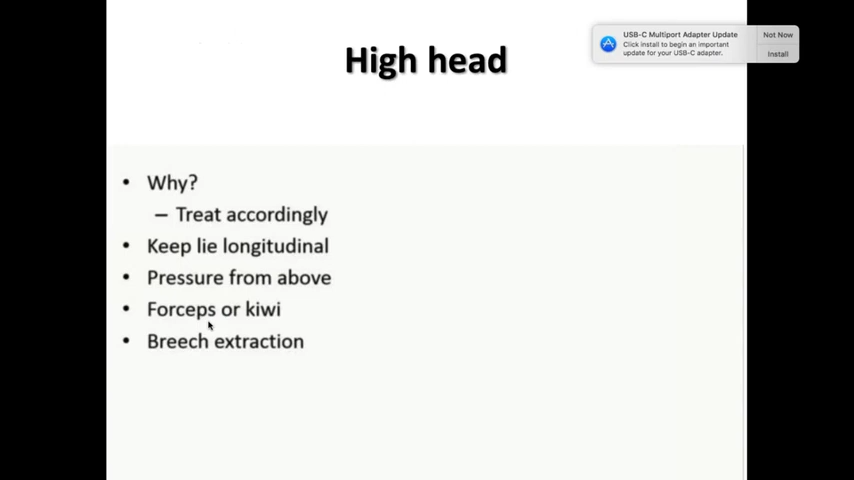 High head
USB-C Multiport Adapter Update
Click install to begin an important
update for your USB-C adapter.
Not Now
Install
• Why?
– Treat accordingly
• Keep lie longitudinal
• Pressure from above
• Forceps or kiwi
• Breech extraction